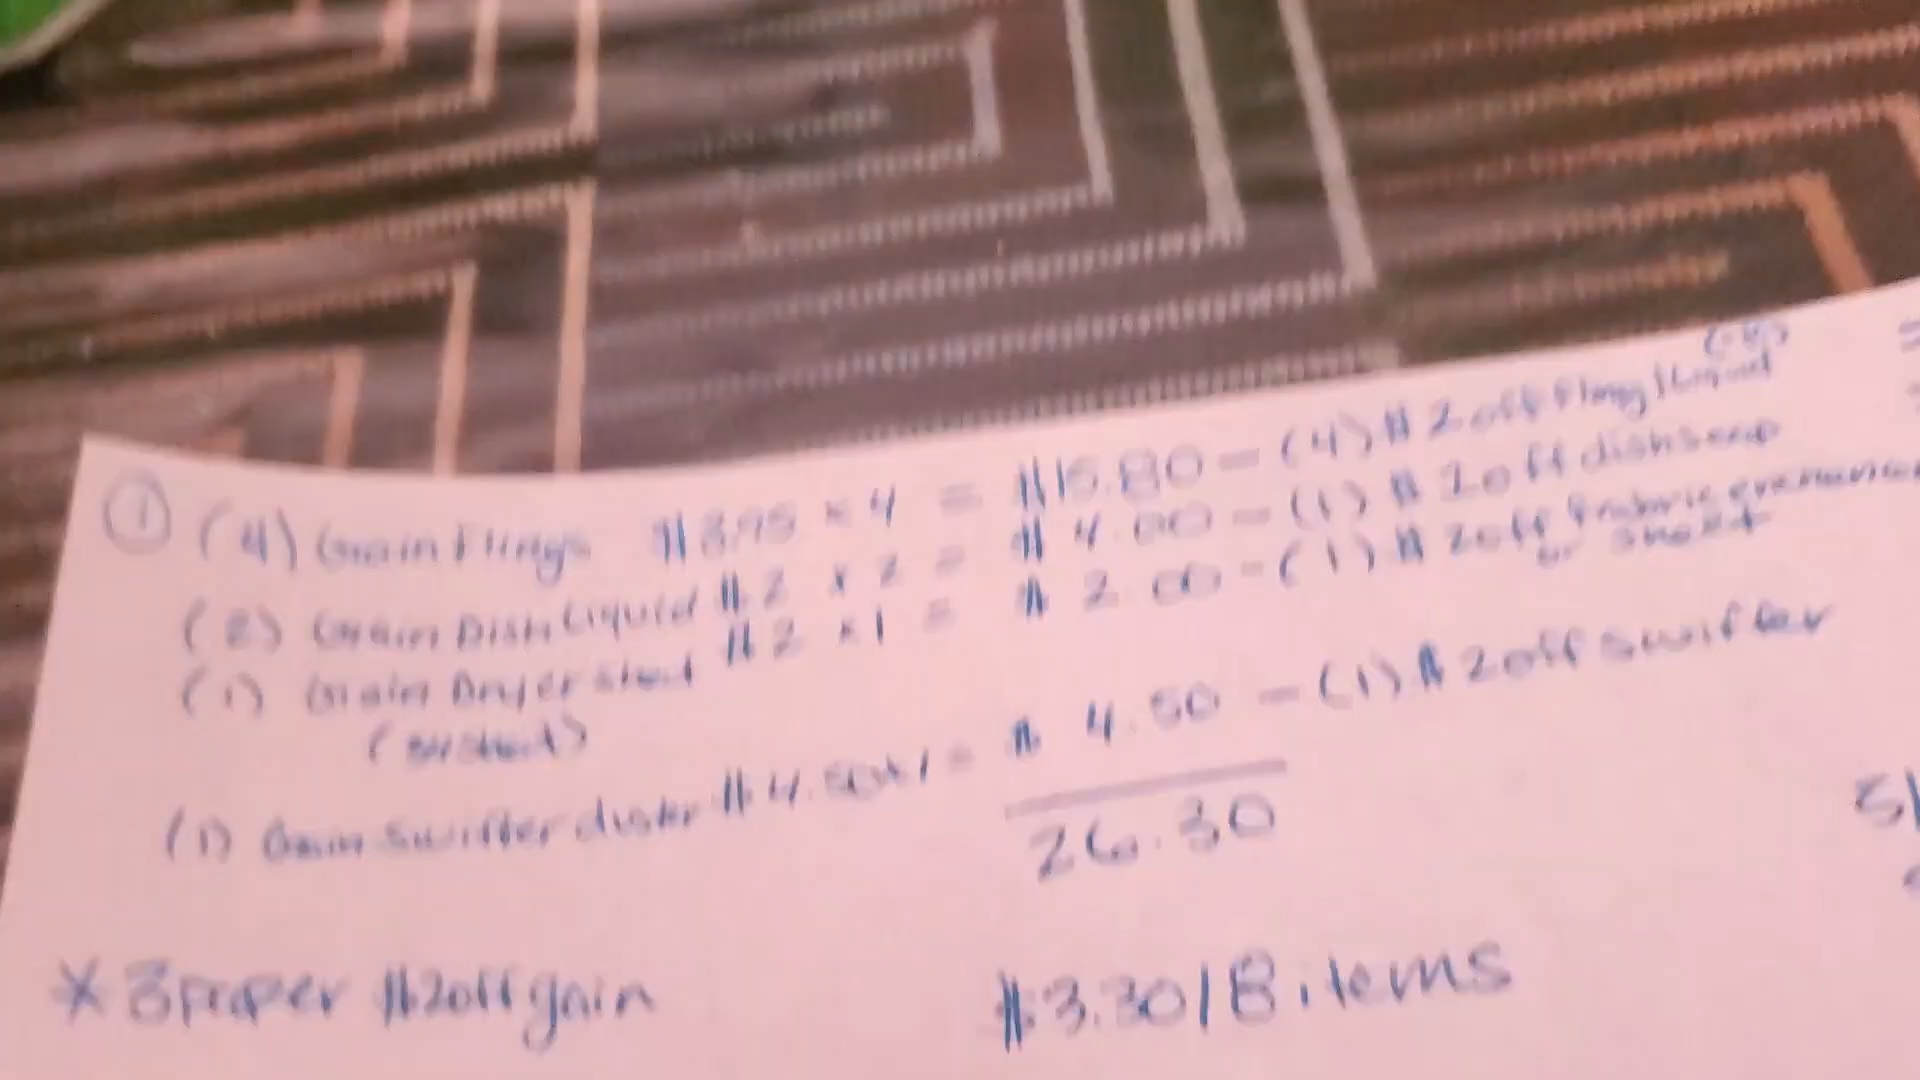 ① (4) Gain Flings $3.95 x 4 = $15.80 - (4) $2 off flings/Liquid
(2) Gain Dish Liquid $2 x 2 = $4.00 - (1) $2 off dish soap
(1) Gain Dryer sheet $2 x 1 = $2.00 - (1) $2 off Fabric
or sheet
(1) Gain Swiffer duster $4.50 x 1 = $4.50 - (1) $2 off swiffer
26.30
* 3 paper $2 off gain
$3.30 / 8 items